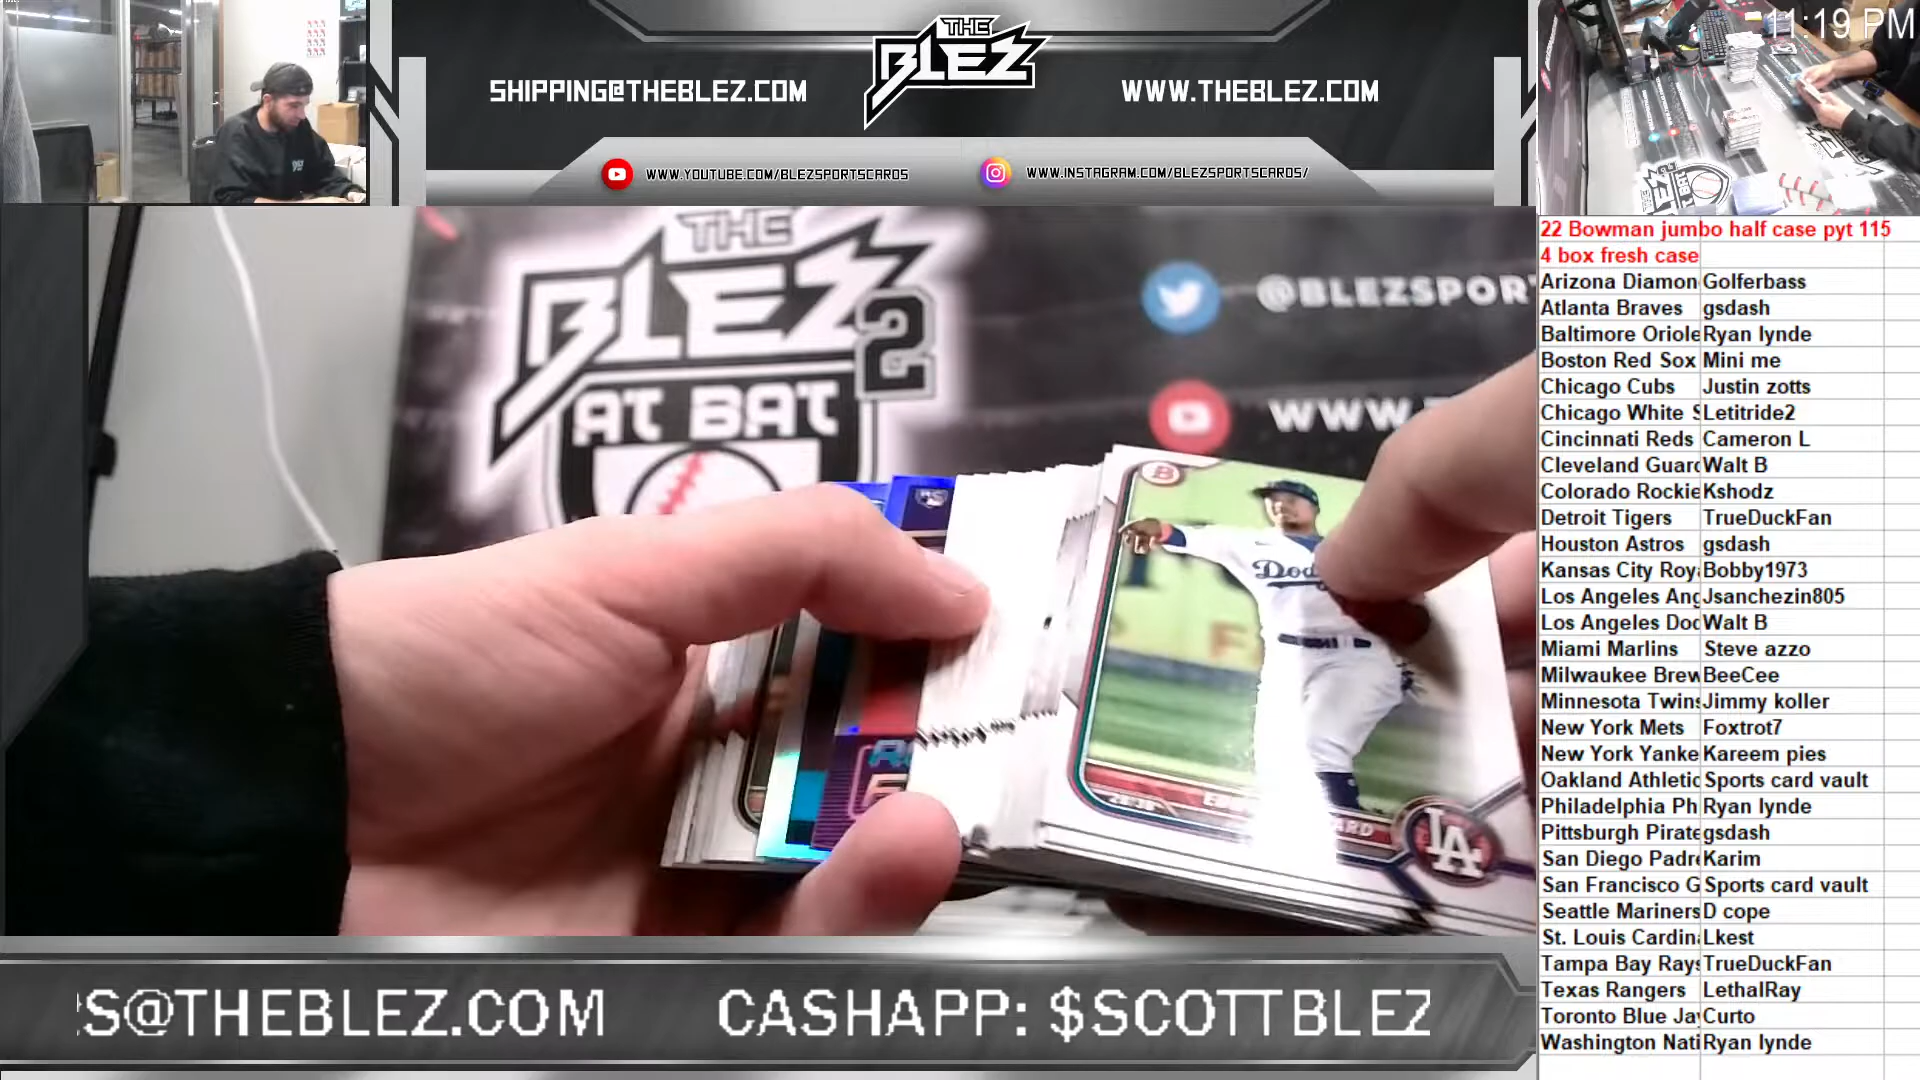 THE
BLEZ
SHIPPING@THEBLEZ.COM
WWW.THEBLEZ.COM
WWW.YOUTUBE.COM/BLEZSPORTSCARDS
WWW.INSTAGRAM.COM/BLEZSPORTSCARDS/
11:19 PM
THE
BLEZ
2
AT BAT
@BLEZSPOR
WWW.
B
Dod
LA
22 Bowman jumbo half case pyt 115
4 box fresh case
Arizona Diamon Golferbass
Atlanta Braves gsdash
Baltimore Oriole Ryan lynde
Boston Red Sox Mini me
Chicago Cubs Justin zotts
Chicago White S Letitride2
Cincinnati Reds Cameron L
Cleveland Guard Walt B
Colorado Rockie Kshodz
Detroit Tigers TrueDuckFan
Houston Astros gsdash
Kansas City Roya Bobby1973
Los Angeles Ang Jsanchezin805
Los Angeles Dod Walt B
Miami Marlins Steve azzo
Milwaukee Brew BeeCee
Minnesota Twins Jimmy koller
New York Mets Foxtrot7
New York Yanke Kareem pies
Oakland Athletic Sports card vault
Philadelphia Ph Ryan lynde
Pittsburgh Pirate gsdash
San Diego Padre Karim
San Francisco G Sports card vault
Seattle Mariners D cope
St. Louis Cardina Lkest
Tampa Bay Rays TrueDuckFan
Texas Rangers LethalRay
Toronto Blue Jay Curto
Washington Nati Ryan lynde
S@THEBLEZ.COM
CASHAPP: $SCOTTBLEZ